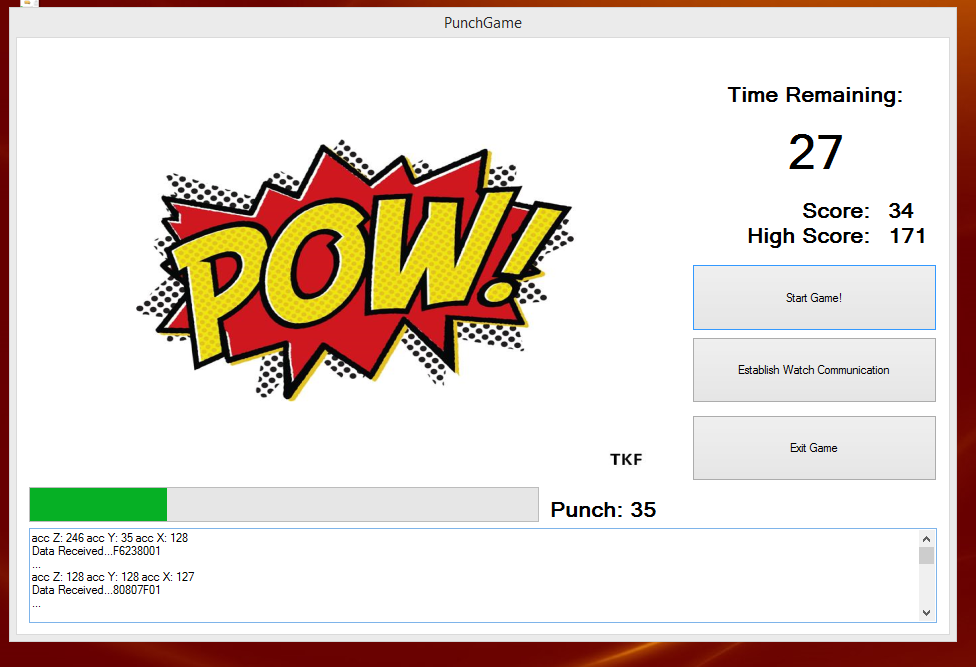 PunchGame
POW!
Time Remaining:
27
Score: 34
High Score: 171
Start Game!
Establish Watch Communication
Exit Game
TKF
Punch: 35
acc Z: 246 acc Y: 35 acc X: 128
Data Received...F6238001
...
acc Z: 128 acc Y: 128 acc X: 127
Data Received...80807F01
...